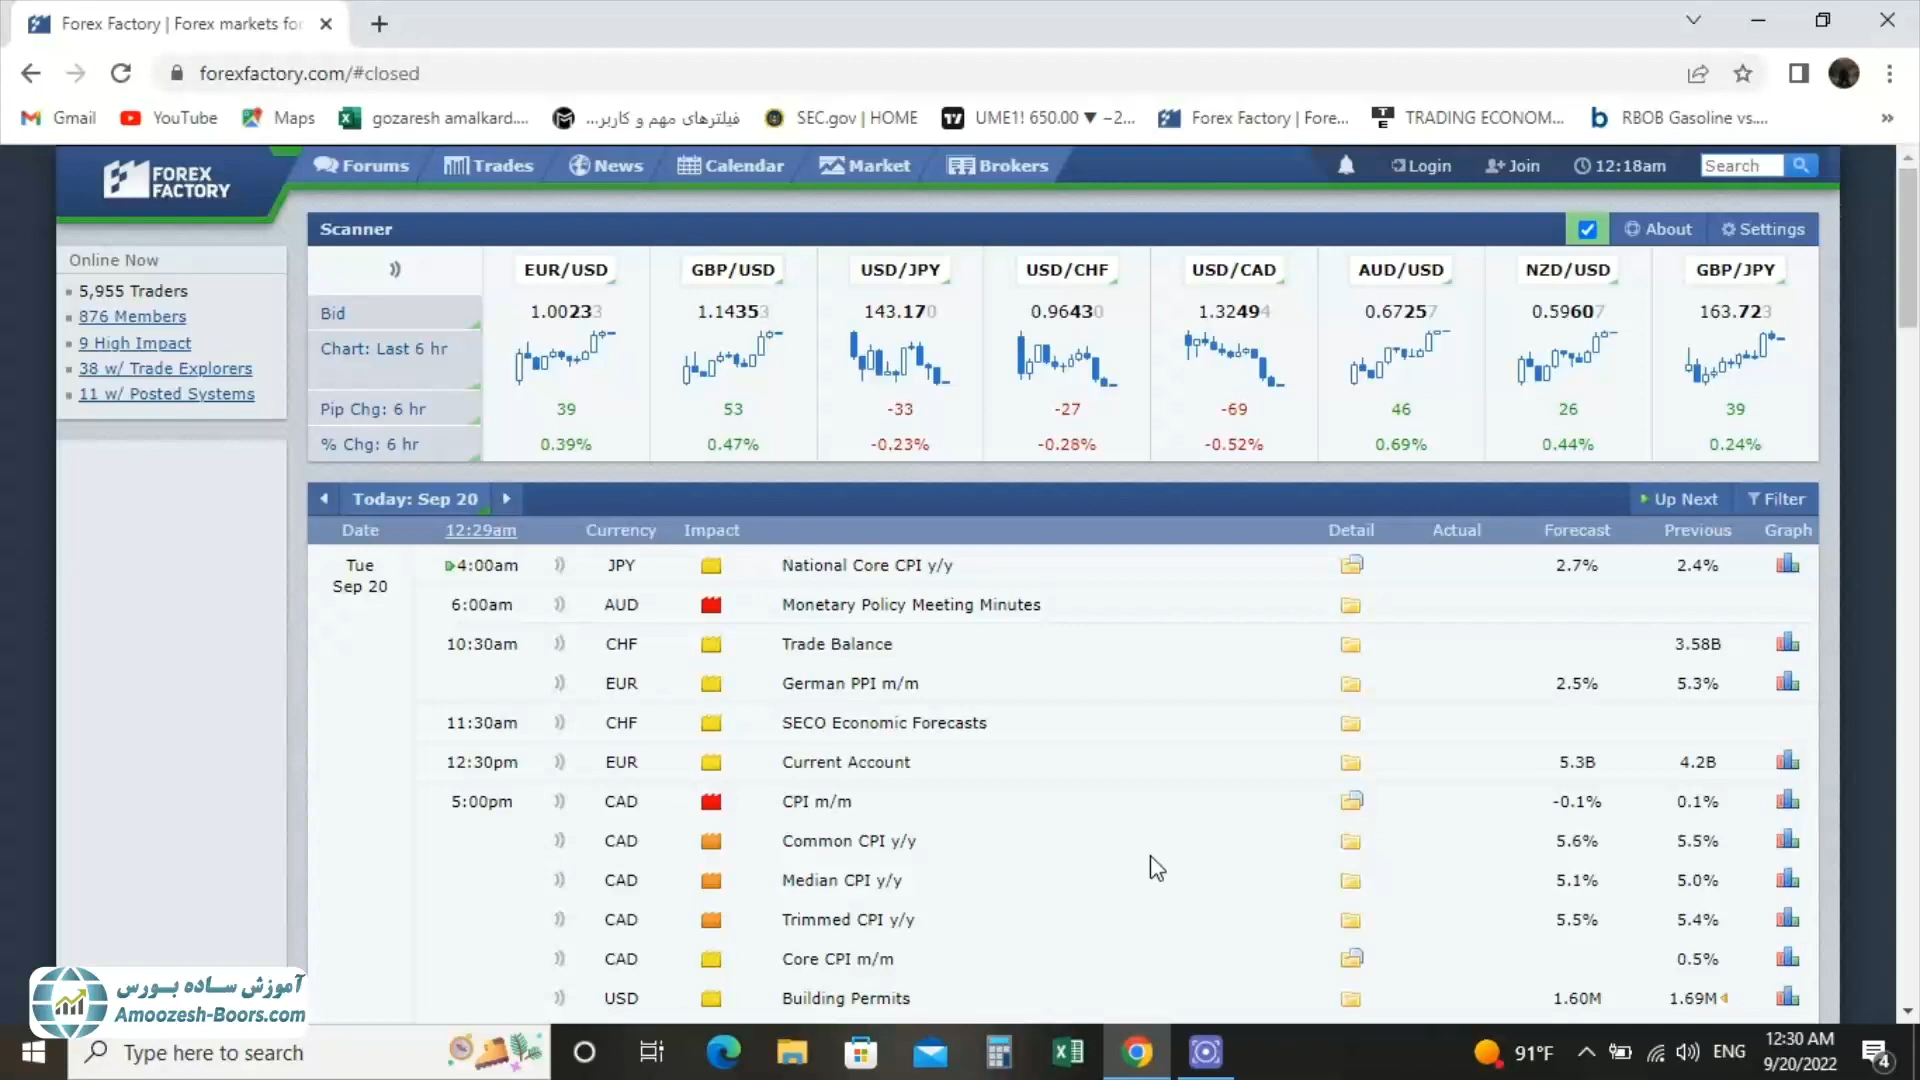 Forex Factory | Forex markets for
forexfactory.com/#closed
Gmail YouTube Maps gozaresh amalkard.... فیلترهای مهم و کاربر... SEC.gov | HOME UME1! 650.00 ▼ −2... Forex Factory | Fore... TRADING ECONOM... RBOB Gasoline vs.... »
FOREX FACTORY
Forums Trades News Calendar Market Brokers Login Join 12:18am Search
Scanner About Settings
Online Now
5,955 Traders
876 Members
9 High Impact
38 w/ Trade Explorers
11 w/ Posted Systems
EUR/USD GBP/USD USD/JPY USD/CHF USD/CAD AUD/USD NZD/USD GBP/JPY
Bid 1.00233 1.14353 143.170 0.96430 1.32494 0.67257 0.59607 163.723
Chart: Last 6 hr
Pip Chg: 6 hr 39 53 -33 -27 -69 46 26 39
% Chg: 6 hr 0.39% 0.47% -0.23% -0.28% -0.52% 0.69% 0.44% 0.24%
Today: Sep 20 Up Next Filter
Date 12:29am Currency Impact Detail Actual Forecast Previous Graph
Tue Sep 20 4:00am JPY National Core CPI y/y 2.7% 2.4%
6:00am AUD Monetary Policy Meeting Minutes
10:30am CHF Trade Balance 3.58B
EUR German PPI m/m 2.5% 5.3%
11:30am CHF SECO Economic Forecasts
12:30pm EUR Current Account 5.3B 4.2B
5:00pm CAD CPI m/m -0.1% 0.1%
CAD Common CPI y/y 5.6% 5.5%
CAD Median CPI y/y 5.1% 5.0%
CAD Trimmed CPI y/y 5.5% 5.4%
CAD Core CPI m/m 0.5%
USD Building Permits 1.60M 1.69M
آموزش ساده بورس
Amoozesh-Boors.com
Type here to search 91°F ENG 12:30 AM
9/20/2022 4